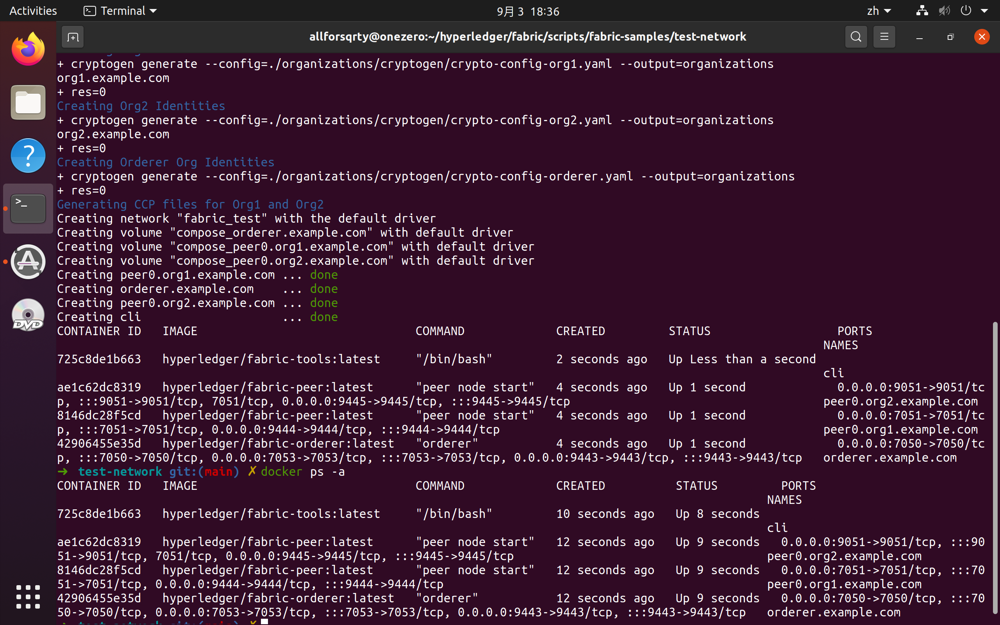 Activities
Terminal
9月 3 18:36
zh
allforsqrty@onezero:~/hyperledger/fabric/scripts/fabric-samples/test-network
+ cryptogen generate --config=./organizations/cryptogen/crypto-config-org1.yaml --output=organizations
org1.example.com
+ res=0
Creating Org2 Identities
+ cryptogen generate --config=./organizations/cryptogen/crypto-config-org2.yaml --output=organizations
org2.example.com
+ res=0
Creating Orderer Org Identities
+ cryptogen generate --config=./organizations/cryptogen/crypto-config-orderer.yaml --output=organizations
+ res=0
Generating CCP files for Org1 and Org2
Creating network "fabric_test" with the default driver
Creating volume "compose_orderer.example.com" with default driver
Creating volume "compose_peer0.org1.example.com" with default driver
Creating volume "compose_peer0.org2.example.com" with default driver
Creating peer0.org1.example.com ... done
Creating orderer.example.com    ... done
Creating peer0.org2.example.com ... done
Creating cli                    ... done
CONTAINER ID   IMAGE                               COMMAND             CREATED         STATUS                  PORTS
NAMES
725c8de1b663   hyperledger/fabric-tools:latest     "/bin/bash"         2 seconds ago   Up Less than a second
cli
ae1c62dc8319   hyperledger/fabric-peer:latest      "peer node start"   4 seconds ago   Up 1 second             0.0.0.0:9051->9051/tc
p, :::9051->9051/tcp, 7051/tcp, 0.0.0.0:9445->9445/tcp, :::9445->9445/tcp                                    peer0.org2.example.com
8146dc28f5cd   hyperledger/fabric-peer:latest      "peer node start"   4 seconds ago   Up 1 second             0.0.0.0:7051->7051/tc
p, :::7051->7051/tcp, 0.0.0.0:9444->9444/tcp, :::9444->9444/tcp                                              peer0.org1.example.com
42906455e35d   hyperledger/fabric-orderer:latest   "orderer"           4 seconds ago   Up 1 second             0.0.0.0:7050->7050/tc
p, :::7050->7050/tcp, 0.0.0.0:7053->7053/tcp, :::7053->7053/tcp, 0.0.0.0:9443->9443/tcp, :::9443->9443/tcp   orderer.example.com
➜  test-network git:(main) ✗ docker ps -a
CONTAINER ID   IMAGE                               COMMAND             CREATED          STATUS         PORTS
NAMES
725c8de1b663   hyperledger/fabric-tools:latest     "/bin/bash"         10 seconds ago   Up 8 seconds
cli
ae1c62dc8319   hyperledger/fabric-peer:latest      "peer node start"   12 seconds ago   Up 9 seconds   0.0.0.0:9051->9051/tcp, :::90
51->9051/tcp, 7051/tcp, 0.0.0.0:9445->9445/tcp, :::9445->9445/tcp                                    peer0.org2.example.com
8146dc28f5cd   hyperledger/fabric-peer:latest      "peer node start"   12 seconds ago   Up 9 seconds   0.0.0.0:7051->7051/tcp, :::70
51->7051/tcp, 0.0.0.0:9444->9444/tcp, :::9444->9444/tcp                                              peer0.org1.example.com
42906455e35d   hyperledger/fabric-orderer:latest   "orderer"           12 seconds ago   Up 9 seconds   0.0.0.0:7050->7050/tcp, :::70
50->7050/tcp, 0.0.0.0:7053->7053/tcp, :::7053->7053/tcp, 0.0.0.0:9443->9443/tcp, :::9443->9443/tcp   orderer.example.com
➜  test-network git:(main) ✗
DVD